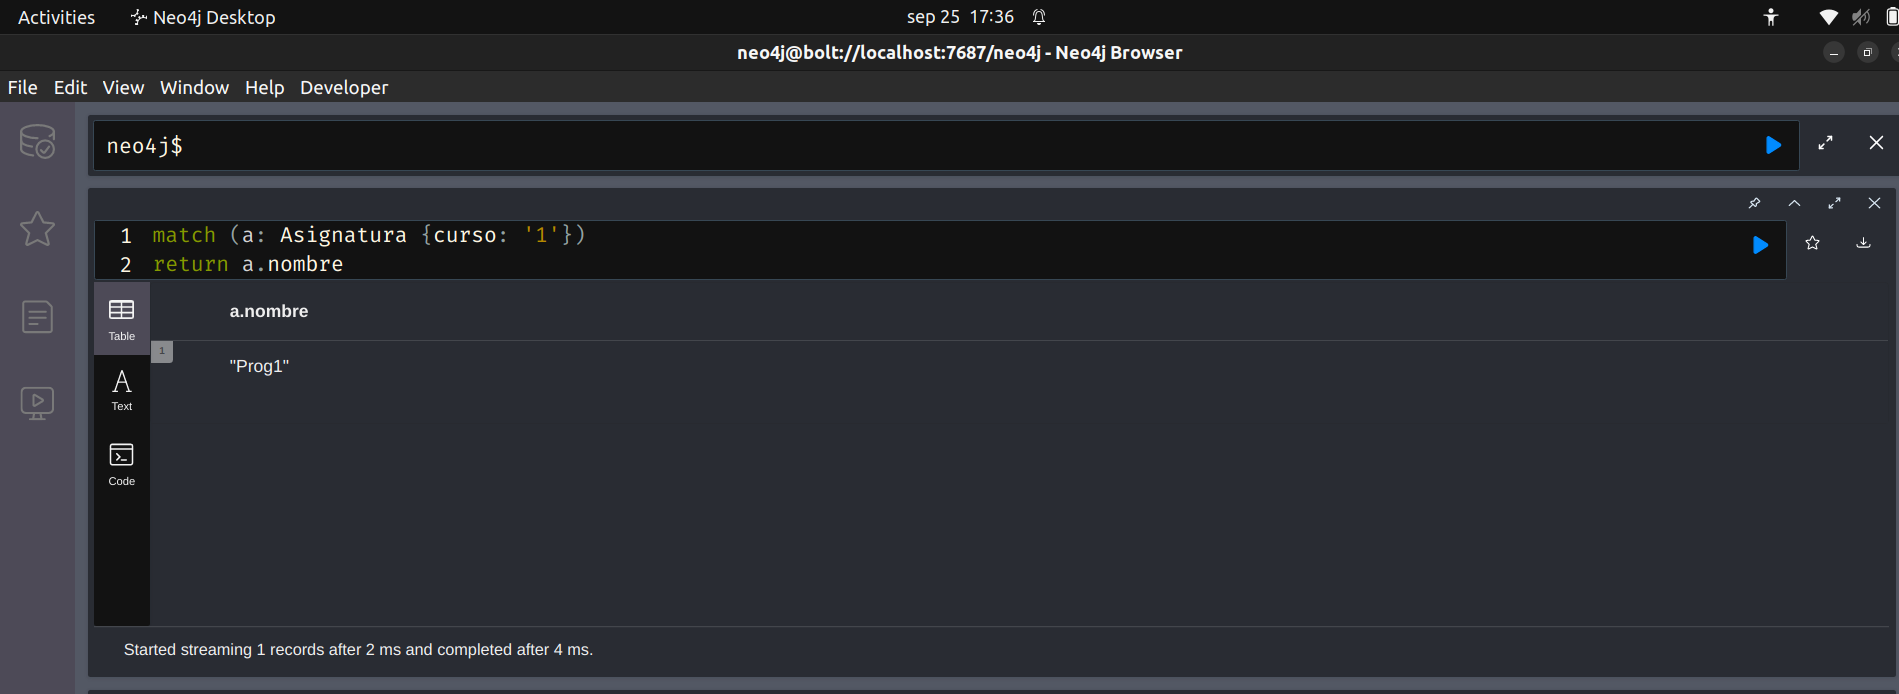 Activities Neo4j Desktop sep 25 17:36
neo4j@bolt://localhost:7687/neo4j - Neo4j Browser
File Edit View Window Help Developer
neo4j$
1 match (a: Asignatura {curso: '1'})
2 return a.nombre
Table
a.nombre
1
"Prog1"
Text
Code
Started streaming 1 records after 2 ms and completed after 4 ms.